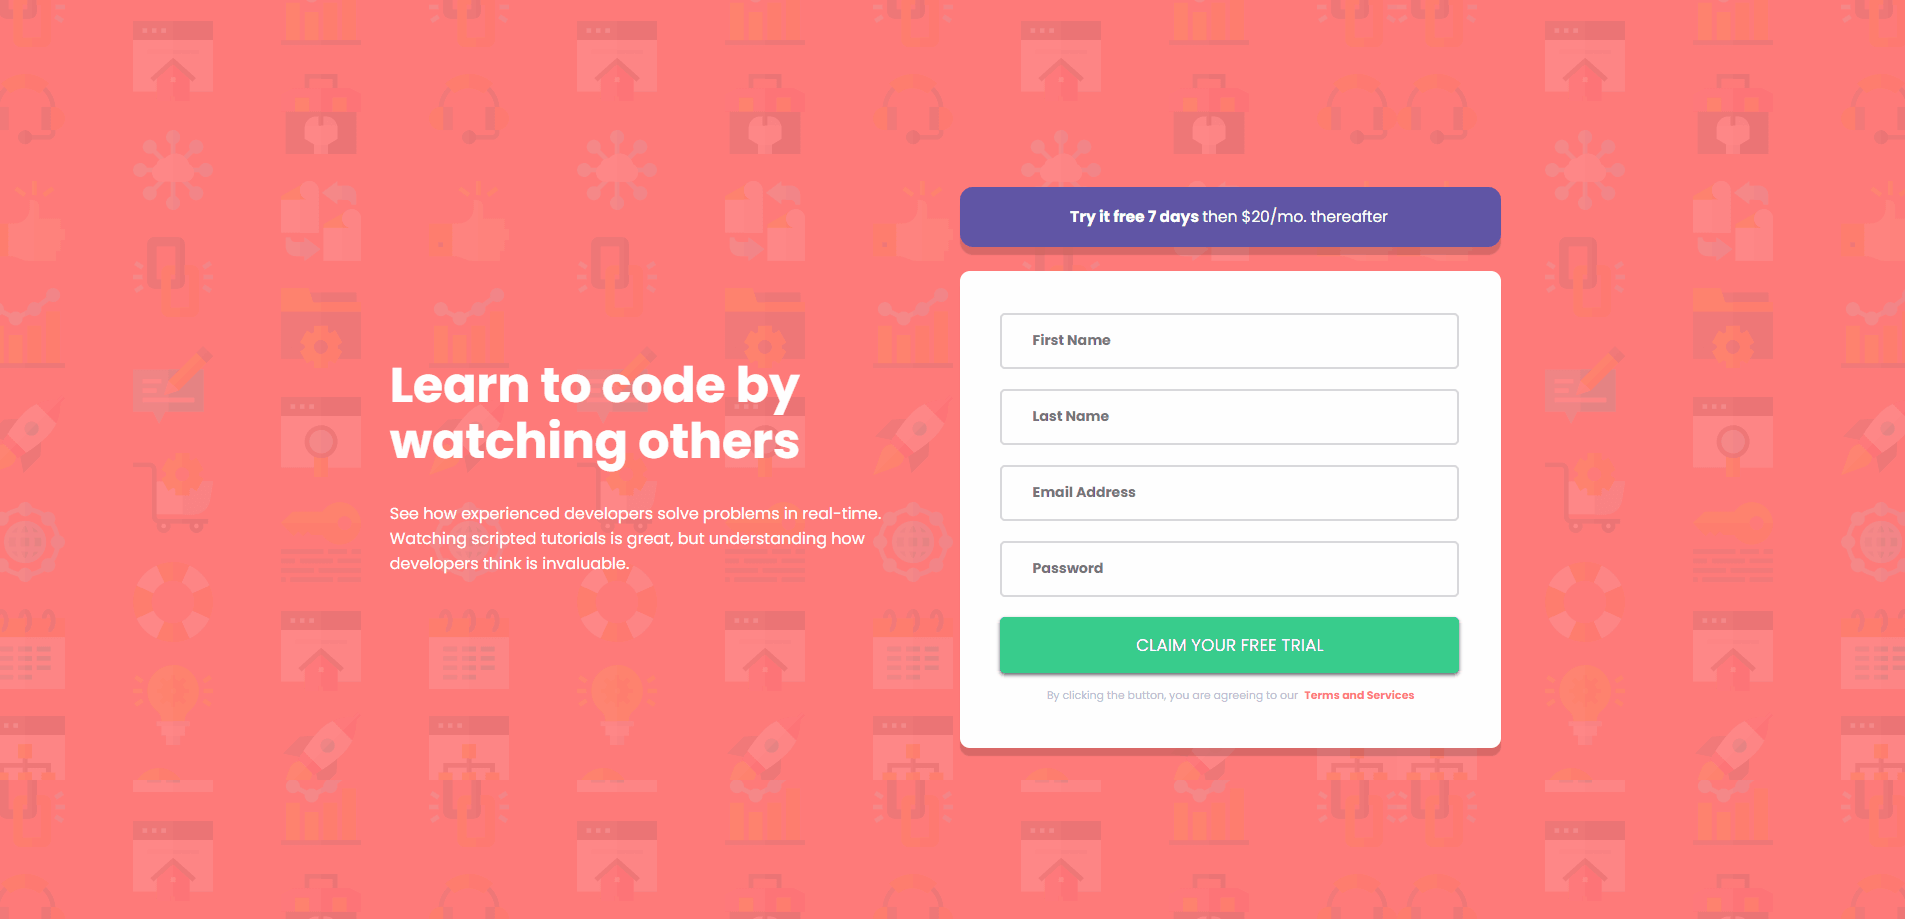 Learn to code by
watching others
See how experienced developers solve problems in real-time.
Watching scripted tutorials is great, but understanding how
developers think is invaluable.
Try it free 7 days then $20/mo. thereafter
First Name
Last Name
Email Address
Password
CLAIM YOUR FREE TRIAL
By clicking the button, you are agreeing to our Terms and Services